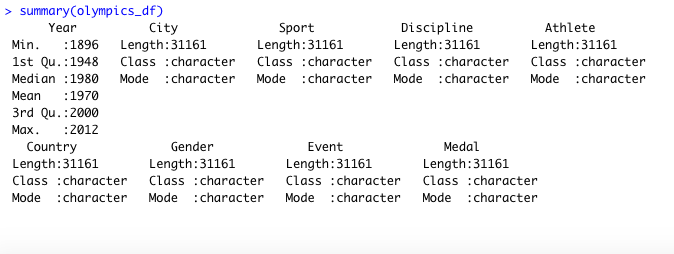 > summary(olympics_df)
      Year          City              Sport            Discipline          Athlete
 Min.   :1896   Length:31161       Length:31161       Length:31161       Length:31161
 1st Qu.:1948   Class :character   Class :character   Class :character   Class :character
 Median :1980   Mode  :character   Mode  :character   Mode  :character   Mode  :character
 Mean   :1970
 3rd Qu.:2000
 Max.   :2012
   Country             Gender             Event              Medal
 Length:31161       Length:31161       Length:31161       Length:31161
 Class :character   Class :character   Class :character   Class :character
 Mode  :character   Mode  :character   Mode  :character   Mode  :character